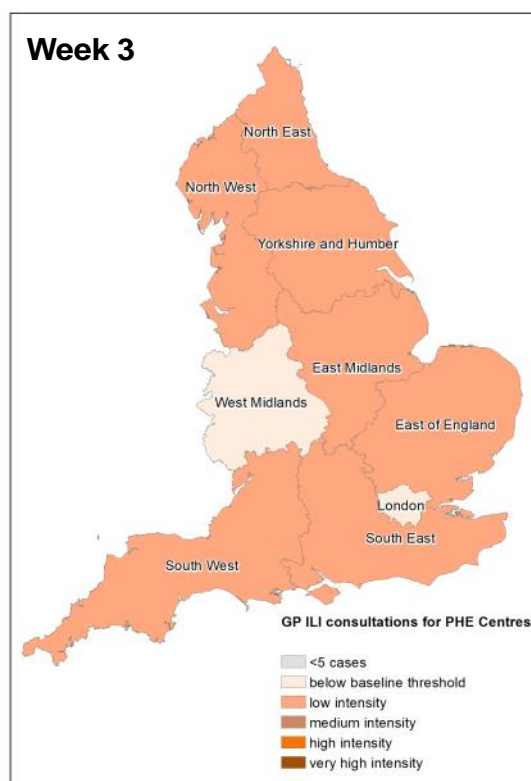 Week 3
North East
North West
Yorkshire and Humber
East Midlands
West Midlands
East of England
London
South East
South West
GP ILI consultations for PHE Centres
<5 cases
below baseline threshold
low intensity
medium intensity
high intensity
very high intensity